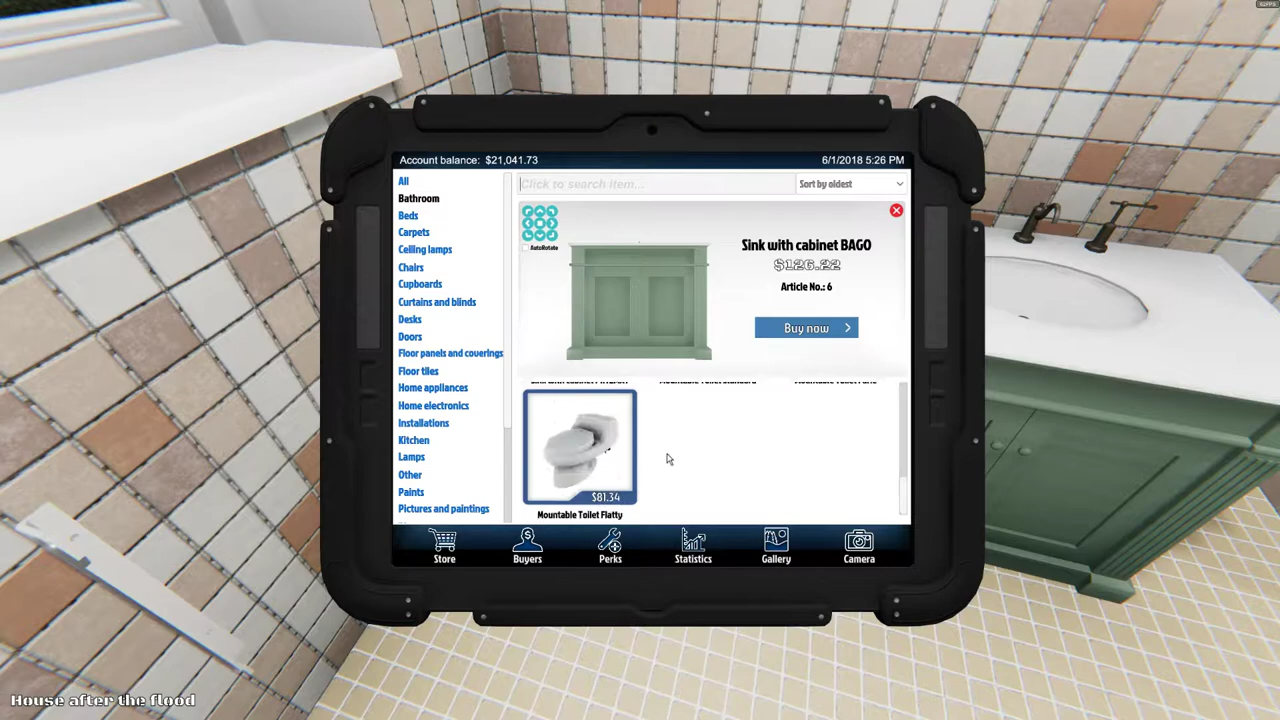 Account balance: $21,041.73
6/1/2018 5:26 PM
All
Bathroom
Beds
Carpets
Ceiling lamps
Chairs
Cupboards
Curtains and blinds
Desks
Doors
Floor panels and coverings
Floor tiles
Home appliances
Home electronics
Installations
Kitchen
Lamps
Other
Paints
Pictures and paintings
Click to search item...
Sort by oldest
AutoRotate
Sink with cabinet BAGO
$126.22
Article No.: 6
Buy now
$81.34
Mountable Toilet Flatty
Store
Buyers
Perks
Statistics
Gallery
Camera
House after the flood